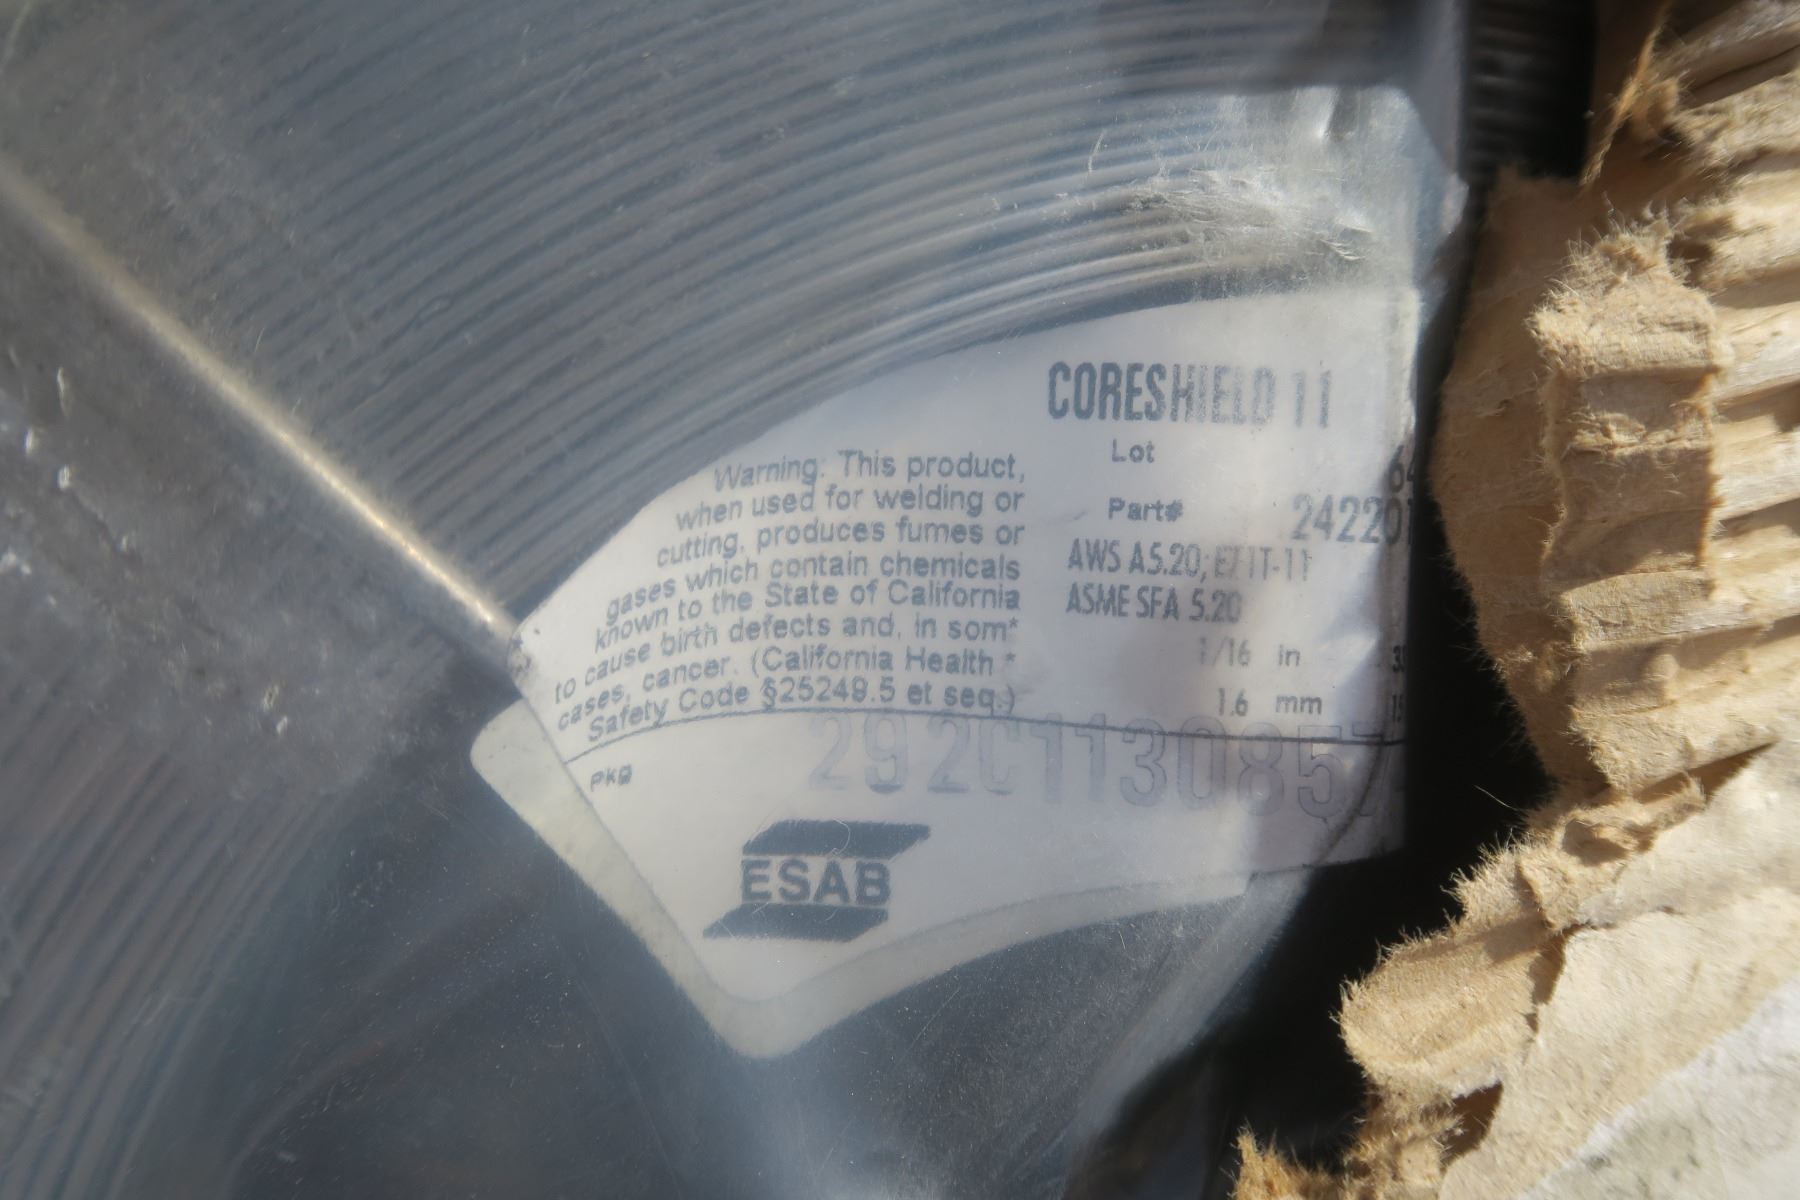 CORESHIELD 11
Lot 64
Part# 24220
AWS A5.20; E71T-11
ASME SFA 5.20
1/16 in
1.6 mm
Warning: This product,
when used for welding or
cutting, produces fumes or
gases which contain chemicals
known to the State of California
to cause birth defects and, in som*
cases, cancer. (California Health *
Safety Code §25249.5 et seq.)
Pkg 292C1130857
ESAB